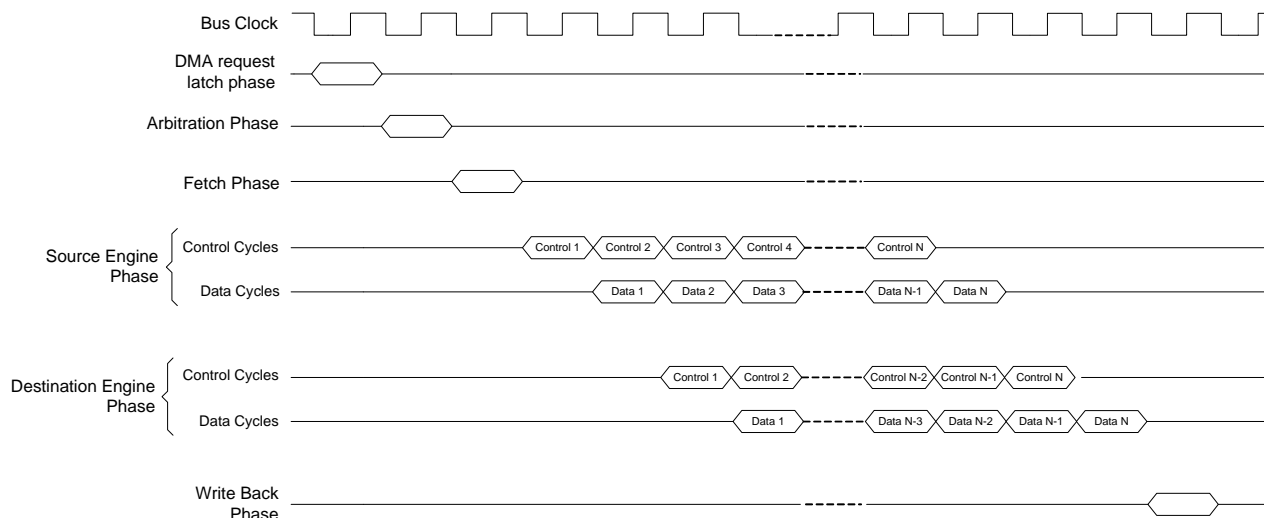 Bus Clock
DMA request
latch phase
Arbitration Phase
Fetch Phase
Source Engine
Phase
Control Cycles
Control 1 Control 2 Control 3 Control 4 Control N
Data Cycles
Data 1 Data 2 Data 3 Data N-1 Data N
Destination Engine
Phase
Control Cycles
Control 1 Control 2 Control N-2 Control N-1 Control N
Data Cycles
Data 1 Data N-3 Data N-2 Data N-1 Data N
Write Back
Phase